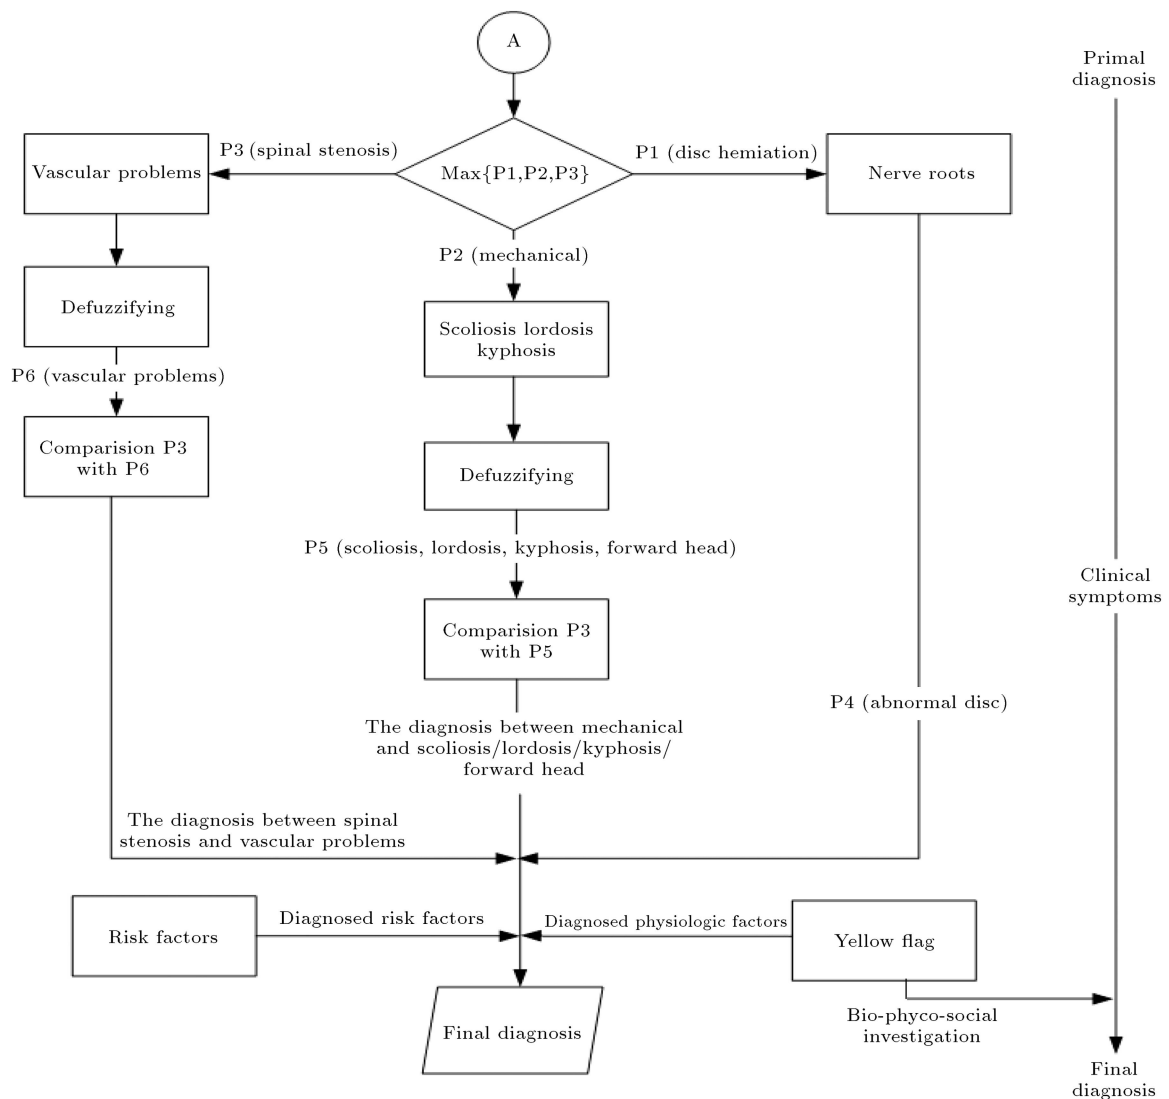 A
Primal
diagnosis
P3 (spinal stenosis)
P1 (disc hemiation)
Vascular problems
Max{P1,P2,P3}
Nerve roots
P2 (mechanical)
Defuzzifying
Scoliosis lordosis
kyphosis
P6 (vascular problems)
Comparision P3
with P6
Defuzzifying
P5 (scoliosis, lordosis, kyphosis, forward head)
Clinical
symptoms
Comparision P3
with P5
P4 (abnormal disc)
The diagnosis between mechanical
and scoliosis/lordosis/kyphosis/
forward head
The diagnosis between spinal
stenosis and vascular problems
Risk factors
Diagnosed risk factors
Diagnosed physiologic factors
Yellow flag
Bio-phyco-social
investigation
Final diagnosis
Final
diagnosis